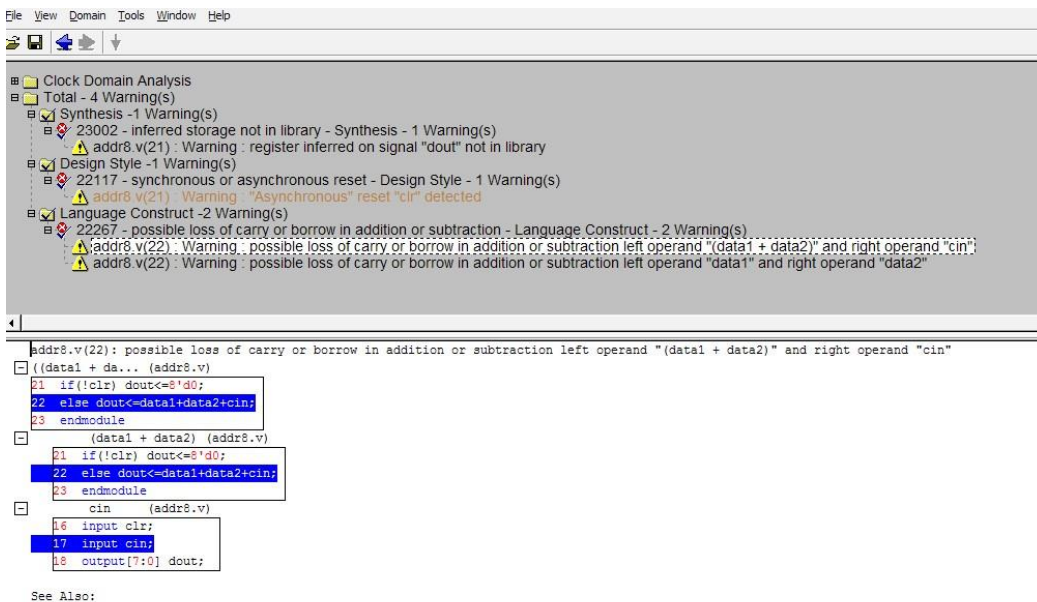 File View Domain Tools Window Help
Clock Domain Analysis
Total - 4 Warning(s)
Synthesis -1 Warning(s)
23002 - inferred storage not in library - Synthesis - 1 Warning(s)
addr8.v(21) : Warning : register inferred on signal "dout" not in library
Design Style -1 Warning(s)
22117 - synchronous or asynchronous reset - Design Style - 1 Warning(s)
addr8.v(21) : Warning : "Asynchronous" reset "clr" detected
Language Construct -2 Warning(s)
22267 - possible loss of carry or borrow in addition or subtraction - Language Construct - 2 Warning(s)
addr8.v(22) : Warning : possible loss of carry or borrow in addition or subtraction left operand "(data1 + data2)" and right operand "cin"
addr8.v(22) : Warning : possible loss of carry or borrow in addition or subtraction left operand "data1" and right operand "data2"
addr8.v(22): possible loss of carry or borrow in addition or subtraction left operand "(data1 + data2)" and right operand "cin"
((data1 + da... (addr8.v)
21 if(!clr) dout<=8'd0;
22 else dout<=data1+data2+cin;
23 endmodule
(data1 + data2) (addr8.v)
21 if(!clr) dout<=8'd0;
22 else dout<=data1+data2+cin;
23 endmodule
cin (addr8.v)
16 input clr;
17 input cin;
18 output[7:0] dout;
See Also: